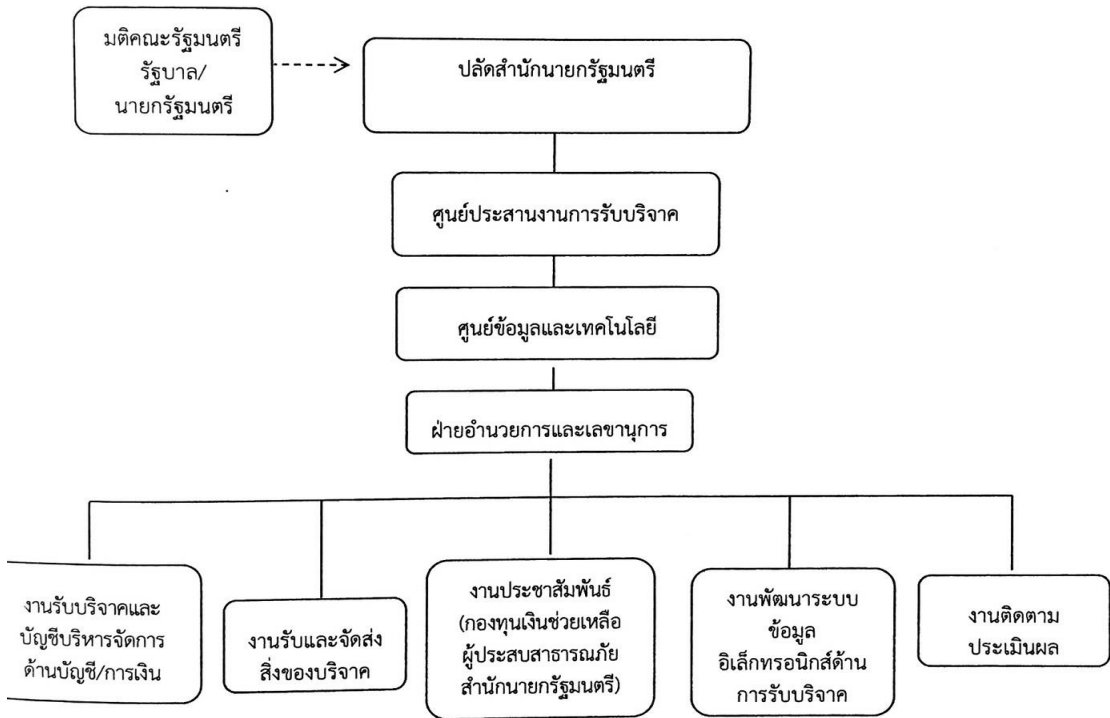 มติคณะรัฐมนตรี
รัฐบาล/
นายกรัฐมนตรี
ปลัดสำนักนายกรัฐมนตรี
ศูนย์ประสานงานการรับบริจาค
ศูนย์ข้อมูลและเทคโนโลยี
ฝ่ายอำนวยการและเลขานุการ
งานรับบริจาคและ
บัญชีบริหารจัดการ
ด้านบัญชี/การเงิน
งานรับและจัดส่ง
สิ่งของบริจาค
งานประชาสัมพันธ์
(กองทุนเงินช่วยเหลือ
ผู้ประสบสาธารณภัย
สำนักนายกรัฐมนตรี)
งานพัฒนาระบบ
ข้อมูล
อิเล็กทรอนิกส์ด้าน
การรับบริจาค
งานติดตาม
ประเมินผล